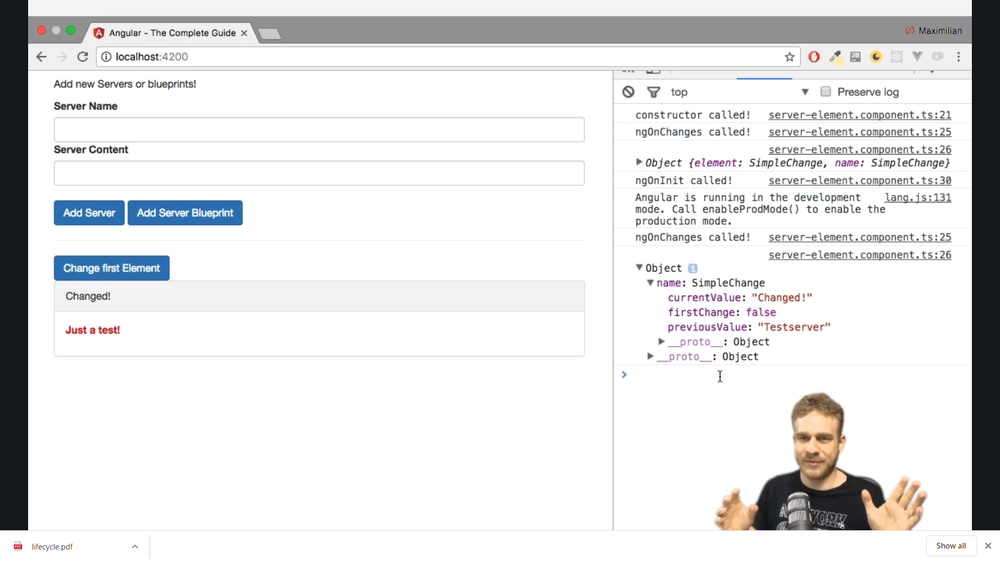 Angular - The Complete Guide
Maximilian
localhost:4200
JB
Add new Servers or blueprints!
Server Name
Server Content
Add Server
Add Server Blueprint
Change first Element
Changed!
Just a test!
top
Preserve log
constructor called! server-element.component.ts:21
ngOnChanges called! server-element.component.ts:25
server-element.component.ts:26
Object {element: SimpleChange, name: SimpleChange}
ngOnInit called! server-element.component.ts:30
Angular is running in the development lang.js:131
mode. Call enableProdMode() to enable the
production mode.
ngOnChanges called! server-element.component.ts:25
server-element.component.ts:26
Object i
name: SimpleChange
currentValue: "Changed!"
firstChange: false
previousValue: "Testserver"
__proto__: Object
__proto__: Object
PDF
lifecycle.pdf
Show all